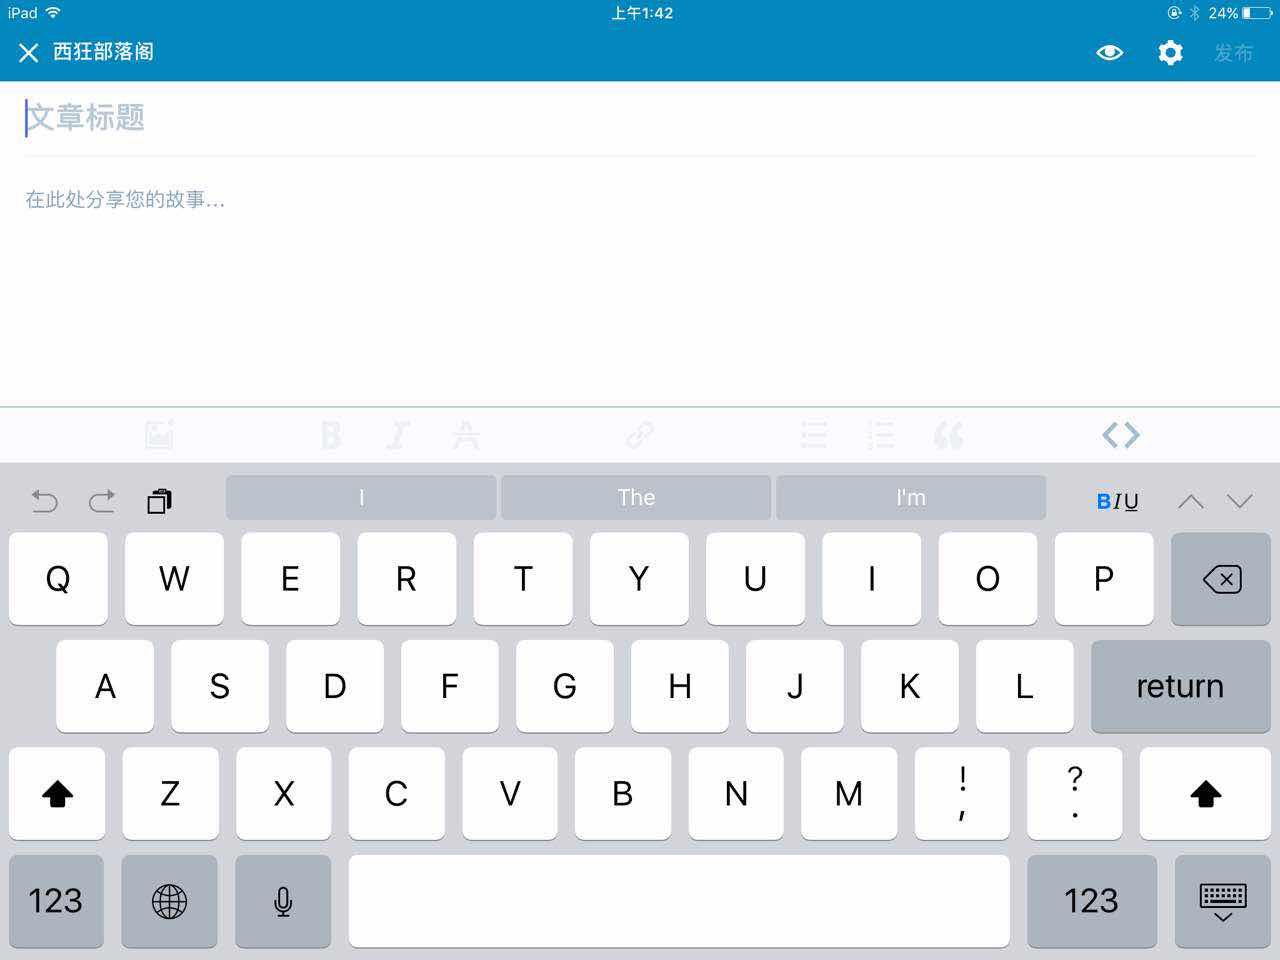 iPad 上午1:42 24%
西狂部落阁 发布
文章标题
在此处分享您的故事...
B I A
I The I'm BIU
Q W E R T Y U I O P
A S D F G H J K L return
Z X C V B N M ! , ? .
123 123